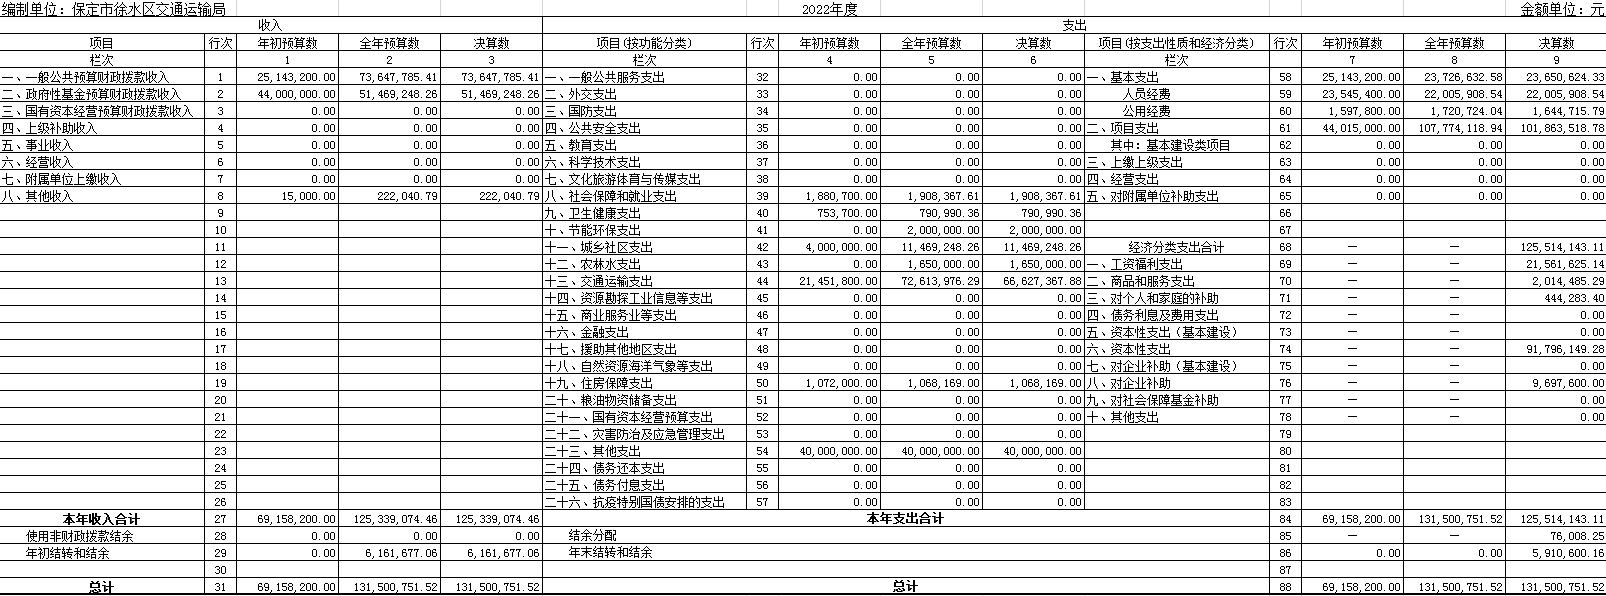 编制单位：保定市徐水区交通运输局 2022年度 金额单位：元
收入 支出
项目 行次 年初预算数 全年预算数 决算数 项目(按功能分类) 行次 年初预算数 全年预算数 决算数 项目(按支出性质和经济分类) 行次 年初预算数 全年预算数 决算数
栏次 1 2 3 栏次 4 5 6 栏次 7 8 9
一、一般公共预算财政拨款收入 1 25,143,200.00 73,647,785.41 73,647,785.41 一、一般公共服务支出 32 0.00 0.00 0.00 一、基本支出 58 25,143,200.00 23,726,632.58 23,650,624.33
二、政府性基金预算财政拨款收入 2 44,000,000.00 51,469,248.26 51,469,248.26 二、外交支出 33 0.00 0.00 0.00 人员经费 59 23,545,400.00 22,005,908.54 22,005,908.54
三、国有资本经营预算财政拨款收入 3 0.00 0.00 0.00 三、国防支出 34 0.00 0.00 0.00 公用经费 60 1,597,800.00 1,720,724.04 1,644,715.79
四、上级补助收入 4 0.00 0.00 0.00 四、公共安全支出 35 0.00 0.00 0.00 二、项目支出 61 44,015,000.00 107,774,118.94 101,863,518.78
五、事业收入 5 0.00 0.00 0.00 五、教育支出 36 0.00 0.00 0.00 其中：基本建设类项目 62 0.00 0.00 0.00
六、经营收入 6 0.00 0.00 0.00 六、科学技术支出 37 0.00 0.00 0.00 三、上缴上级支出 63 0.00 0.00 0.00
七、附属单位上缴收入 7 0.00 0.00 0.00 七、文化旅游体育与传媒支出 38 0.00 0.00 0.00 四、经营支出 64 0.00 0.00 0.00
八、其他收入 8 15,000.00 222,040.79 222,040.79 八、社会保障和就业支出 39 1,880,700.00 1,908,367.61 1,908,367.61 五、对附属单位补助支出 65 0.00 0.00 0.00
9 九、卫生健康支出 40 753,700.00 790,990.36 790,990.36 66
10 十、节能环保支出 41 0.00 2,000,000.00 2,000,000.00 67
11 十一、城乡社区支出 42 4,000,000.00 11,469,248.26 11,469,248.26 经济分类支出合计 68 — — 125,514,143.11
12 十二、农林水支出 43 0.00 1,650,000.00 1,650,000.00 一、工资福利支出 69 — — 21,561,625.14
13 十三、交通运输支出 44 21,451,800.00 72,613,976.29 66,627,367.88 二、商品和服务支出 70 — — 2,014,485.29
14 十四、资源勘探工业信息等支出 45 0.00 0.00 0.00 三、对个人和家庭的补助 71 — — 444,283.40
15 十五、商业服务业等支出 46 0.00 0.00 0.00 四、债务利息及费用支出 72 — — 0.00
16 十六、金融支出 47 0.00 0.00 0.00 五、资本性支出（基本建设） 73 — — 0.00
17 十七、援助其他地区支出 48 0.00 0.00 0.00 六、资本性支出 74 — — 91,796,149.28
18 十八、自然资源海洋气象等支出 49 0.00 0.00 0.00 七、对企业补助（基本建设） 75 — — 0.00
19 十九、住房保障支出 50 1,072,000.00 1,068,169.00 1,068,169.00 八、对企业补助 76 — — 9,697,600.00
20 二十、粮油物资储备支出 51 0.00 0.00 0.00 九、对社会保障基金补助 77 — — 0.00
21 二十一、国有资本经营预算支出 52 0.00 0.00 0.00 十、其他支出 78 — — 0.00
22 二十二、灾害防治及应急管理支出 53 0.00 0.00 0.00 79
23 二十三、其他支出 54 40,000,000.00 40,000,000.00 40,000,000.00 80
24 二十四、债务还本支出 55 0.00 0.00 0.00 81
25 二十五、债务付息支出 56 0.00 0.00 0.00 82
26 二十六、抗疫特别国债安排的支出 57 0.00 0.00 0.00 83
本年收入合计 27 69,158,200.00 125,339,074.46 125,339,074.46 本年支出合计 84 69,158,200.00 131,500,751.52 125,514,143.11
使用非财政拨款结余 28 0.00 0.00 0.00 结余分配 85 — — 76,008.25
年初结转和结余 29 0.00 6,161,677.06 6,161,677.06 年末结转和结余 86 0.00 0.00 5,910,600.16
30 87
总计 31 69,158,200.00 131,500,751.52 131,500,751.52 总计 88 69,158,200.00 131,500,751.52 131,500,751.52